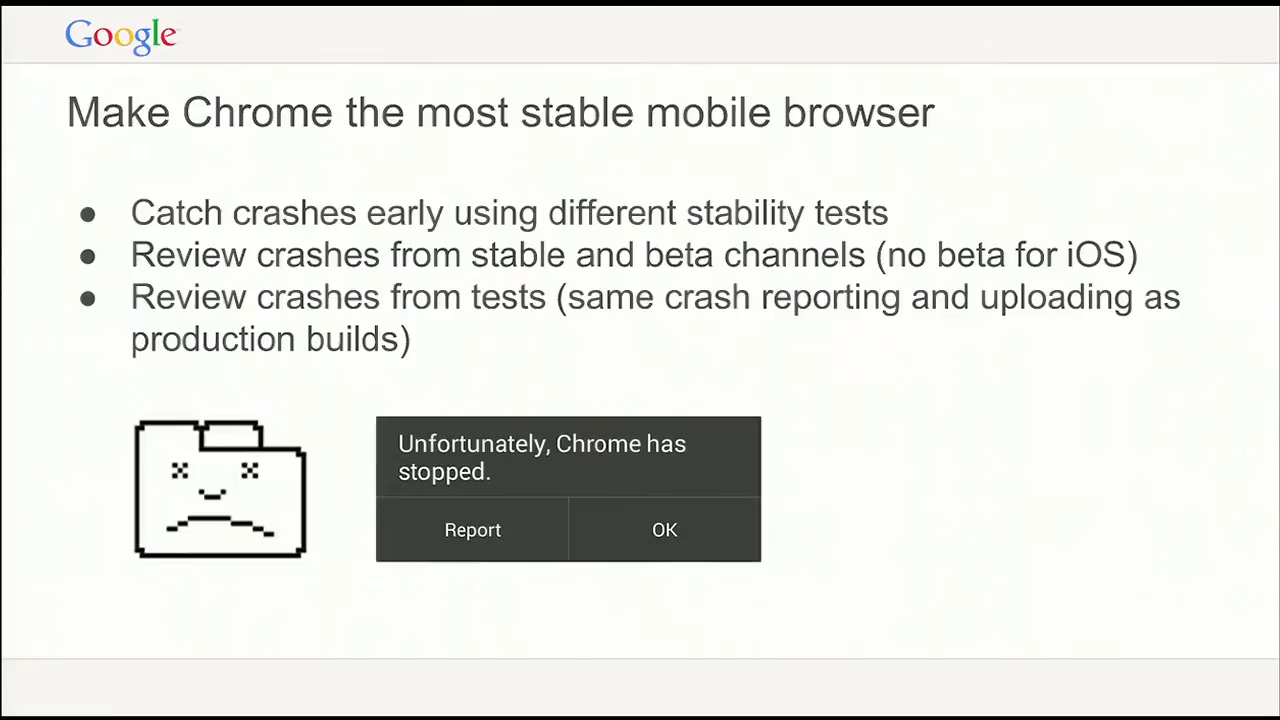 Google
Make Chrome the most stable mobile browser
● Catch crashes early using different stability tests
● Review crashes from stable and beta channels (no beta for iOS)
● Review crashes from tests (same crash reporting and uploading as
production builds)
Unfortunately, Chrome has
stopped.
Report
OK